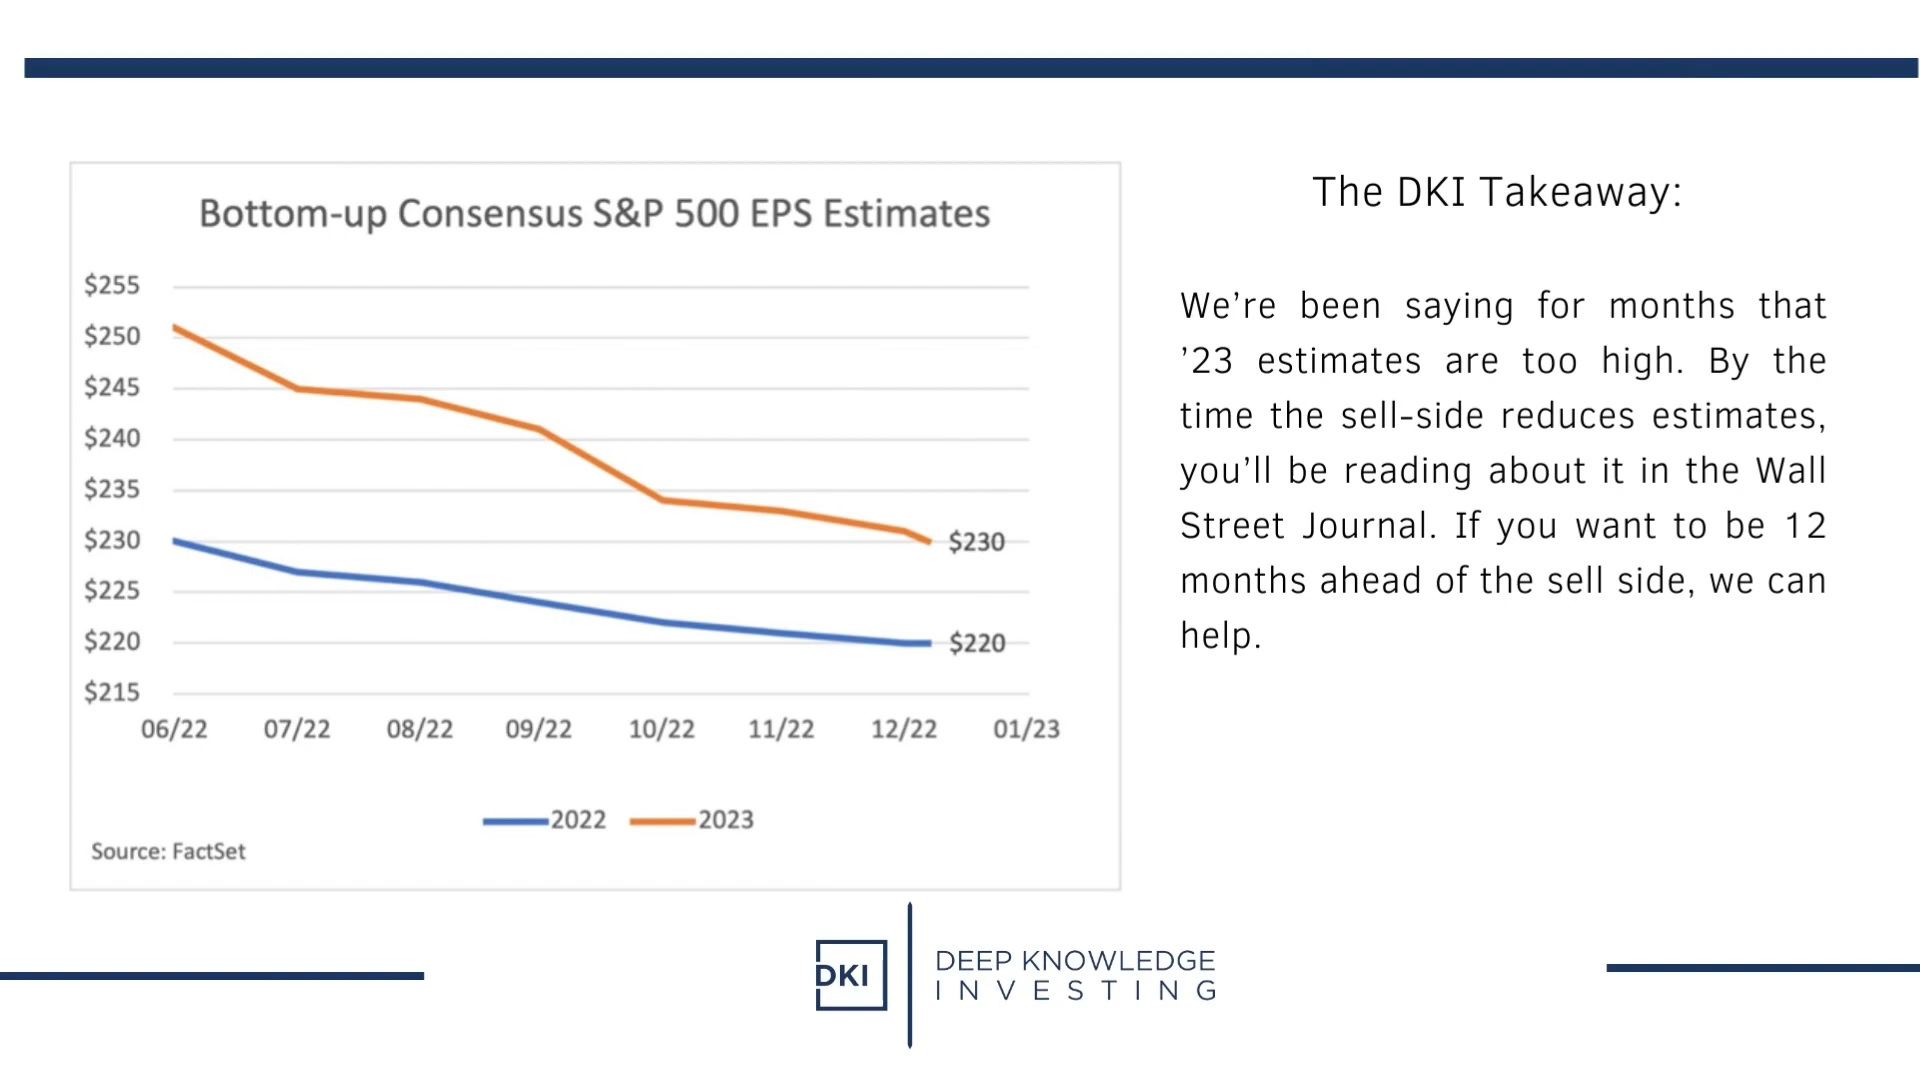 Bottom-up Consensus S&P 500 EPS Estimates
$255
$250
$245
$240
$235
$230
$225
$220
$215
$230
$220
06/22 07/22 08/22 09/22 10/22 11/22 12/22 01/23
2022 2023
Source: FactSet
The DKI Takeaway:
We’re been saying for months that
’23 estimates are too high. By the
time the sell-side reduces estimates,
you’ll be reading about it in the Wall
Street Journal. If you want to be 12
months ahead of the sell side, we can
help.
DKI
DEEP KNOWLEDGE
INVESTING